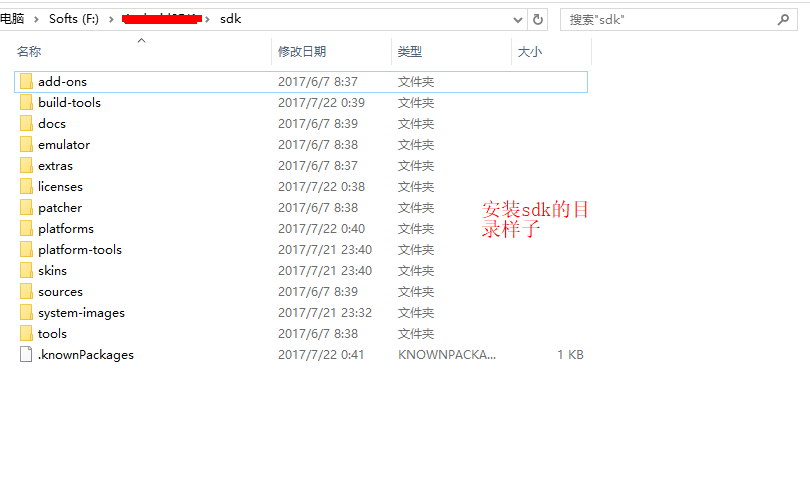 电脑 › Softs (F:) › › sdk 搜索"sdk"
名称 修改日期 类型 大小
add-ons 2017/6/7 8:37 文件夹
build-tools 2017/7/22 0:39 文件夹
docs 2017/6/7 8:39 文件夹
emulator 2017/6/7 8:38 文件夹
extras 2017/6/7 8:37 文件夹
licenses 2017/7/22 0:38 文件夹
patcher 2017/6/7 8:38 文件夹
platforms 2017/7/22 0:40 文件夹
platform-tools 2017/7/21 23:40 文件夹
skins 2017/7/21 23:40 文件夹
sources 2017/6/7 8:39 文件夹
system-images 2017/7/21 23:32 文件夹
tools 2017/6/7 8:38 文件夹
.knownPackages 2017/7/22 0:41 KNOWNPACKA... 1 KB
安装sdk的目
录样子